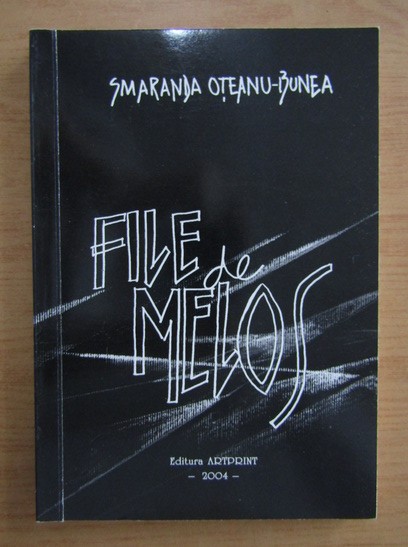 SMARANDA OȚEANU-BUNEA
FILE de
MELOS
Editura ARTPRINT
– 2004 –